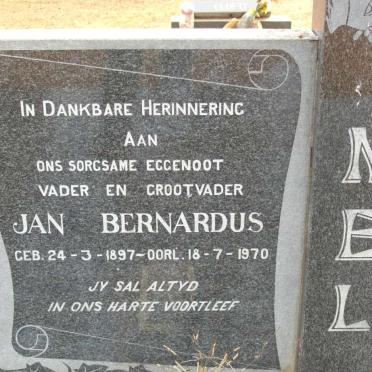 IN DANKBARE HERINNERING
AAN
ONS SORGSAME EGGENOOT
VADER EN GROOTVADER
JAN BERNARDUS
GEB. 24-3-1897-OORL. 18-7-1970
JY SAL ALTYD
IN ONS HARTE VOORTLEEF
N
E
L